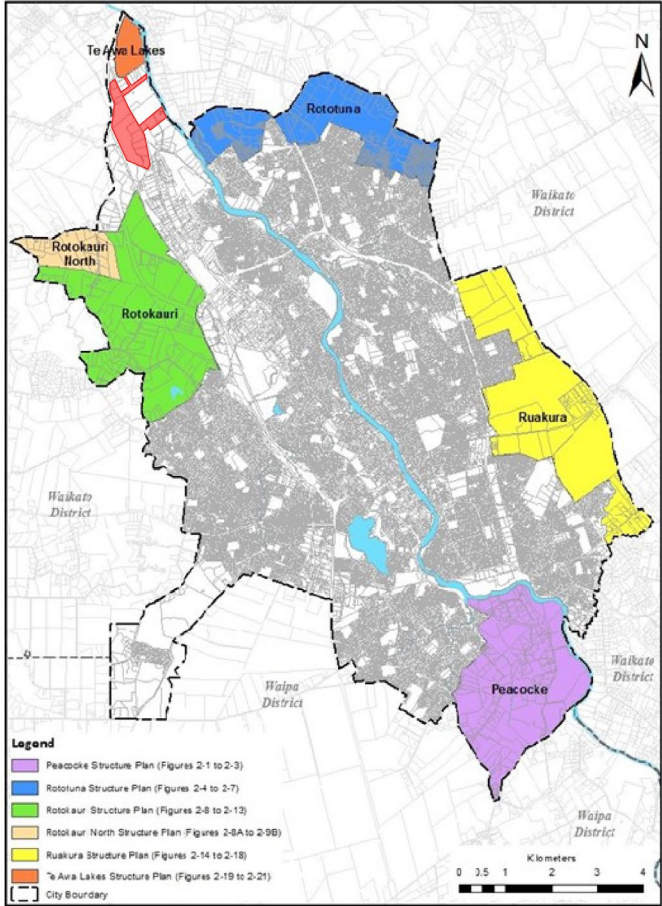 Te Awa Lakes
N
Rototuna
Waikato
District
Rotokauri
North
Rotokauri
Ruakura
Waikato
District
Waikato
District
Peacocke
Waipa
District
Waipa
District
Legend
Peacocke Structure Plan (Figures 2-1 to 2-3)
Rototuna Structure Plan (Figures 2-4 to 2-7)
Rotokaur Structure Plan (Figures 2-8 to 2-13)
Rotokaur North Structure Plan (Figures 2-8A to 2-9B)
Ruakura Structure Plan (Figures 2-14 to 2-18)
Te Awa Lakes Structure Plan (Figures 2-19 to 2-21)
City Boundary
Kilometers
0 0.5 1 2 3 4